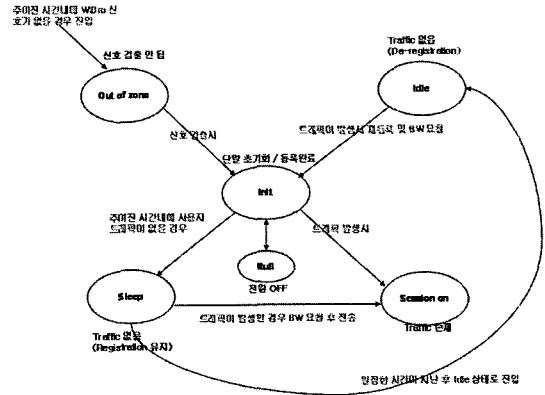 주어진 시간내에 WiBro 신
호가 없을 경우 진입
신호 검출 안 됨
Out of zone
Traffic 없음
(De-registration)
Idle
신호 검출시
트래픽이 발생시 재등록 및 BW 요청
단말 초기화 / 등록완료
Init
주어진 시간내에 사용자
트래픽이 없을 경우
트래픽 발생시
Null
전원 OFF
Sleep
Session on
트래픽이 발생한 경우 BW 요청 후 전송
Traffic 없음
(Registration 유지)
Traffic 존재
일정한 시간이 지난 후 Idle 상태로 진입